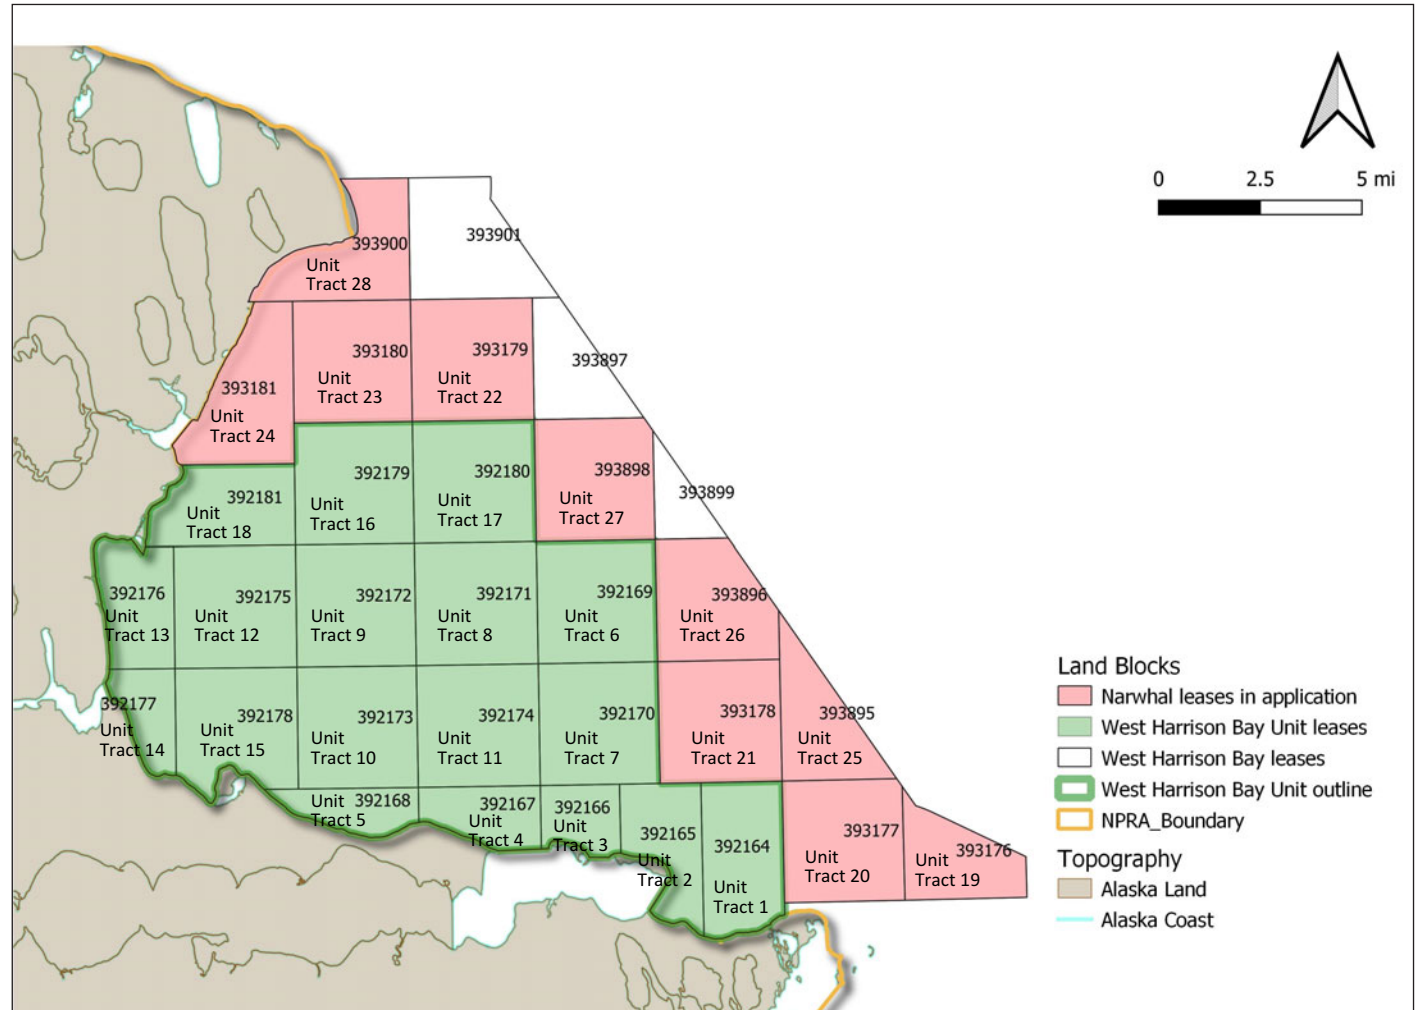 0 2.5 5 mi
393900
393901
Unit
Tract 28
393180
393179
393897
Unit
Tract 23
Unit
Tract 22
393181
Unit
Tract 24
392179
392180
393898
393899
392181
Unit
Tract 18
Unit
Tract 16
Unit
Tract 17
Unit
Tract 27
392176
392175
392172
392171
392169
393896
Unit
Tract 13
Unit
Tract 12
Unit
Tract 9
Unit
Tract 8
Unit
Tract 6
Unit
Tract 26
392177
392178
392173
392174
392170
393178
393895
Unit
Tract 14
Unit
Tract 15
Unit
Tract 10
Unit
Tract 11
Unit
Tract 7
Unit
Tract 21
Unit
Tract 25
392168
Unit
Tract 5
392167
Unit
Tract 4
392166
Unit
Tract 3
392165
Unit
Tract 2
392164
Unit
Tract 1
393177
Unit
Tract 20
393176
Unit
Tract 19
Land Blocks
Narwhal leases in application
West Harrison Bay Unit leases
West Harrison Bay leases
West Harrison Bay Unit outline
NPRA_Boundary
Topography
Alaska Land
Alaska Coast